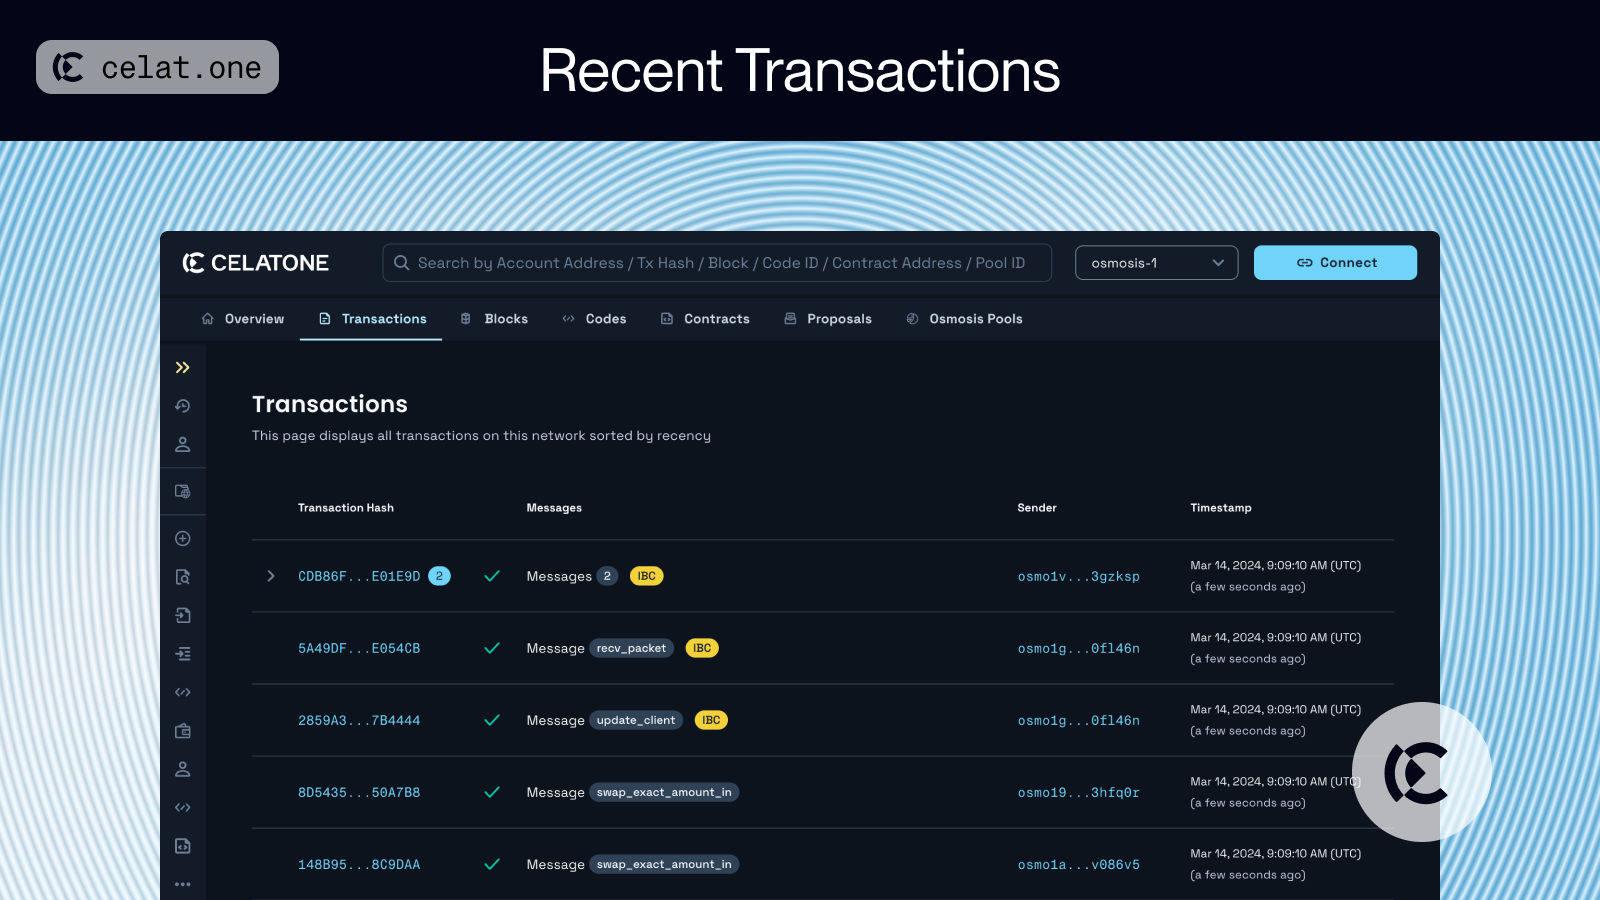 celat.one
Recent Transactions
CELATONE
Search by Account Address / Tx Hash / Block / Code ID / Contract Address / Pool ID
osmosis-1
Connect
Overview
Transactions
Blocks
Codes
Contracts
Proposals
Osmosis Pools
Transactions
This page displays all transactions on this network sorted by recency
Transaction Hash Messages Sender Timestamp
CDB86F...E01E9D 2 Messages 2 IBC osmo1v...3gzksp Mar 14, 2024, 9:09:10 AM (UTC)
(a few seconds ago)
5A49DF...E054CB Message recv_packet IBC osmo1g...0fl46n Mar 14, 2024, 9:09:10 AM (UTC)
(a few seconds ago)
2859A3...7B4444 Message update_client IBC osmo1g...0fl46n Mar 14, 2024, 9:09:10 AM (UTC)
(a few seconds ago)
8D5435...50A7B8 Message swap_exact_amount_in osmo19...3hfq0r Mar 14, 2024, 9:09:10 AM (UTC)
(a few seconds ago)
148B95...8C9DAA Message swap_exact_amount_in osmo1a...v086v5 Mar 14, 2024, 9:09:10 AM (UTC)
(a few seconds ago)